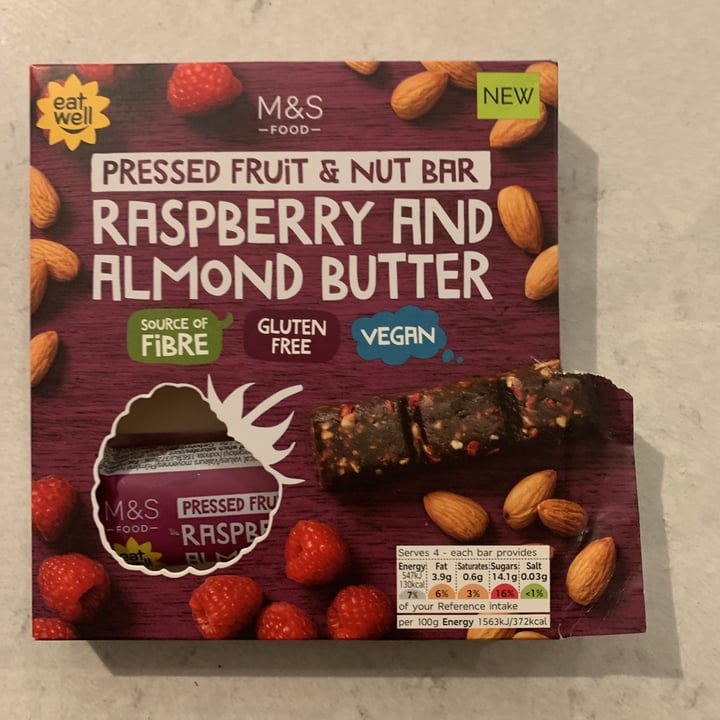 eat
well
M&S
—FOOD—
NEW
PRESSED FRUIT & NUT BAR
RASPBERRY AND
ALMOND BUTTER
SOURCE OF
FIBRE
GLUTEN
FREE
VEGAN
M&S
—FOOD—
PRESSED FRU
RASPBE
ALM
eat
Serves 4 - each bar provides
Energy Fat Saturates Sugars Salt
547kJ 3.9g 0.6g 14.1g 0.03g
130kcal
7% 6% 3% 16% <1%
of your Reference intake
per 100g Energy 1563kJ/372kcal